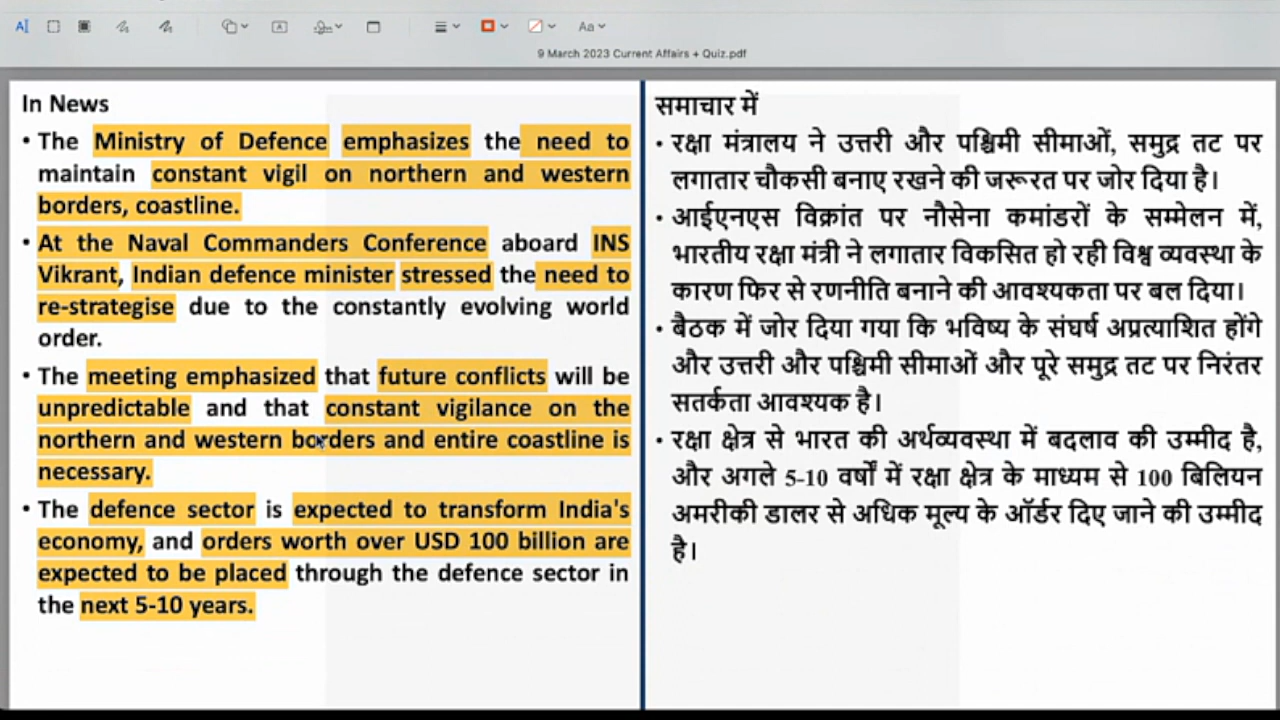 A
Aa
9 March 2023 Current Affairs + Quiz.pdf
In News
• The Ministry of Defence emphasizes the need to
maintain constant vigil on northern and western
borders, coastline.
• At the Naval Commanders Conference aboard INS
Vikrant, Indian defence minister stressed the need to
re-strategise due to the constantly evolving world
order.
• The meeting emphasized that future conflicts will be
unpredictable and that constant vigilance on the
northern and western borders and entire coastline is
necessary.
• The defence sector is expected to transform India's
economy, and orders worth over USD 100 billion are
expected to be placed through the defence sector in
the next 5-10 years.
समाचार में
• रक्षा मंत्रालय ने उत्तरी और पश्चिमी सीमाओं, समुद्र तट पर
लगातार चौकसी बनाए रखने की जरूरत पर जोर दिया है।
• आईएनएस विक्रांत पर नौसेना कमांडरों के सम्मेलन में,
भारतीय रक्षा मंत्री ने लगातार विकसित हो रही विश्व व्यवस्था के
कारण फिर से रणनीति बनाने की आवश्यकता पर बल दिया।
• बैठक में जोर दिया गया कि भविष्य के संघर्ष अप्रत्याशित होंगे
और उत्तरी और पश्चिमी सीमाओं और पूरे समुद्र तट पर निरंतर
सतर्कता आवश्यक है।
• रक्षा क्षेत्र से भारत की अर्थव्यवस्था में बदलाव की उम्मीद है,
और अगले 5-10 वर्षों में रक्षा क्षेत्र के माध्यम से 100 बिलियन
अमरीकी डालर से अधिक मूल्य के ऑर्डर दिए जाने की उम्मीद
है।